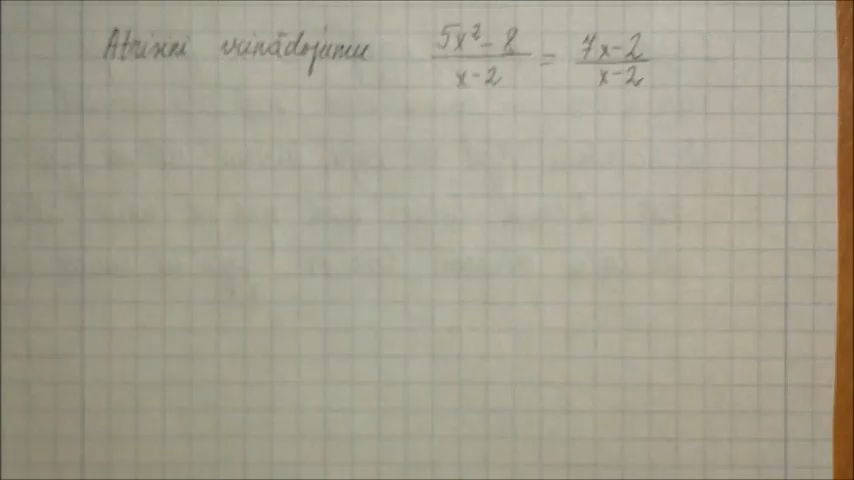 Atrisini vienādojumu (5x² - 8)/(x - 2) = (7x - 2)/(x - 2)